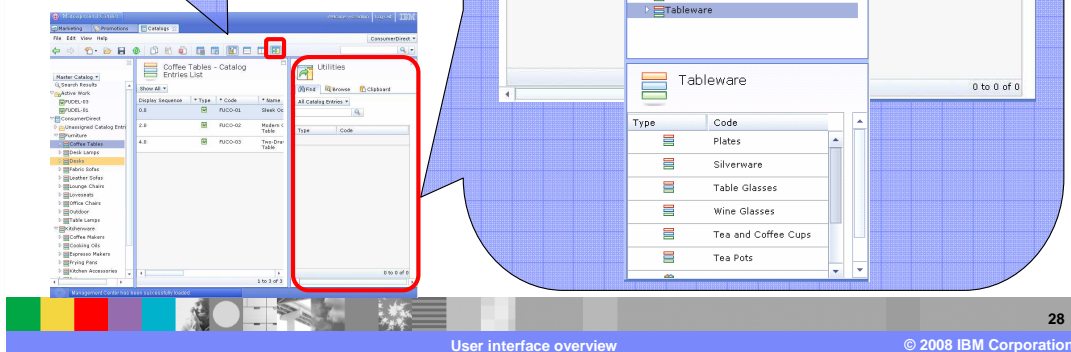 Management Center
IBM
Marketing Promotions Catalogs
File Edit View Help
ConsumerDirect
Master Catalog
Search Results
Active Work
FUDEL-03
FUDEL-01
ConsumerDirect
Unassigned Catalog Entri
Furniture
Coffee Tables
Desk Lamps
Desks
Fabric Sofas
Leather Sofas
Lounge Chairs
Loveseats
Office Chairs
Outdoor
Table Lamps
Kitchenware
Coffee Makers
Cooking Oils
Espresso Makers
Frying Pans
Kitchen Accessories
Coffee Tables - Catalog
Entries List
Show All
Display Sequence * Type * Code * Name
0.0 FUCO-01 Sleek Oc
2.0 FUCO-02 Modern C
Table
4.0 FUCO-03 Two-Draw
Table
1 to 3 of 3
Utilities
Find Browse Clipboard
All Catalog Entries
Type Code
0 to 0 of 0
Management Center has been successfully loaded
Tableware
0 to 0 of 0
Tableware
Type Code
Plates
Silverware
Table Glasses
Wine Glasses
Tea and Coffee Cups
Tea Pots
28
User interface overview © 2008 IBM Corporation